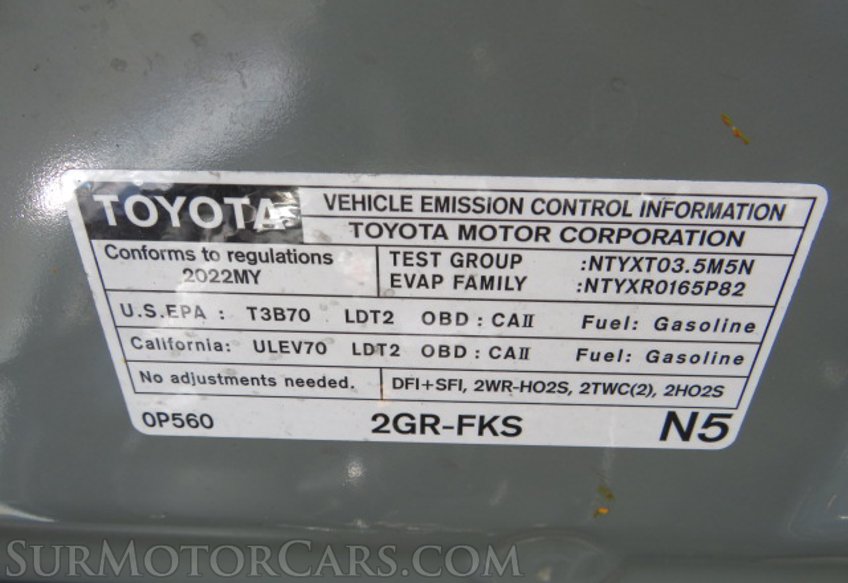 TOYOTA
VEHICLE EMISSION CONTROL INFORMATION
TOYOTA MOTOR CORPORATION
Conforms to regulations
2022MY
TEST GROUP :NTYXT03.5M5N
EVAP FAMILY :NTYXR0165P82
U.S.EPA : T3B70 LDT2 OBD : CAII Fuel: Gasoline
California: ULEV70 LDT2 OBD : CAII Fuel: Gasoline
No adjustments needed. DFI+SFI, 2WR-HO2S, 2TWC(2), 2HO2S
0P560 2GR-FKS N5
SURMOTORCARS.COM